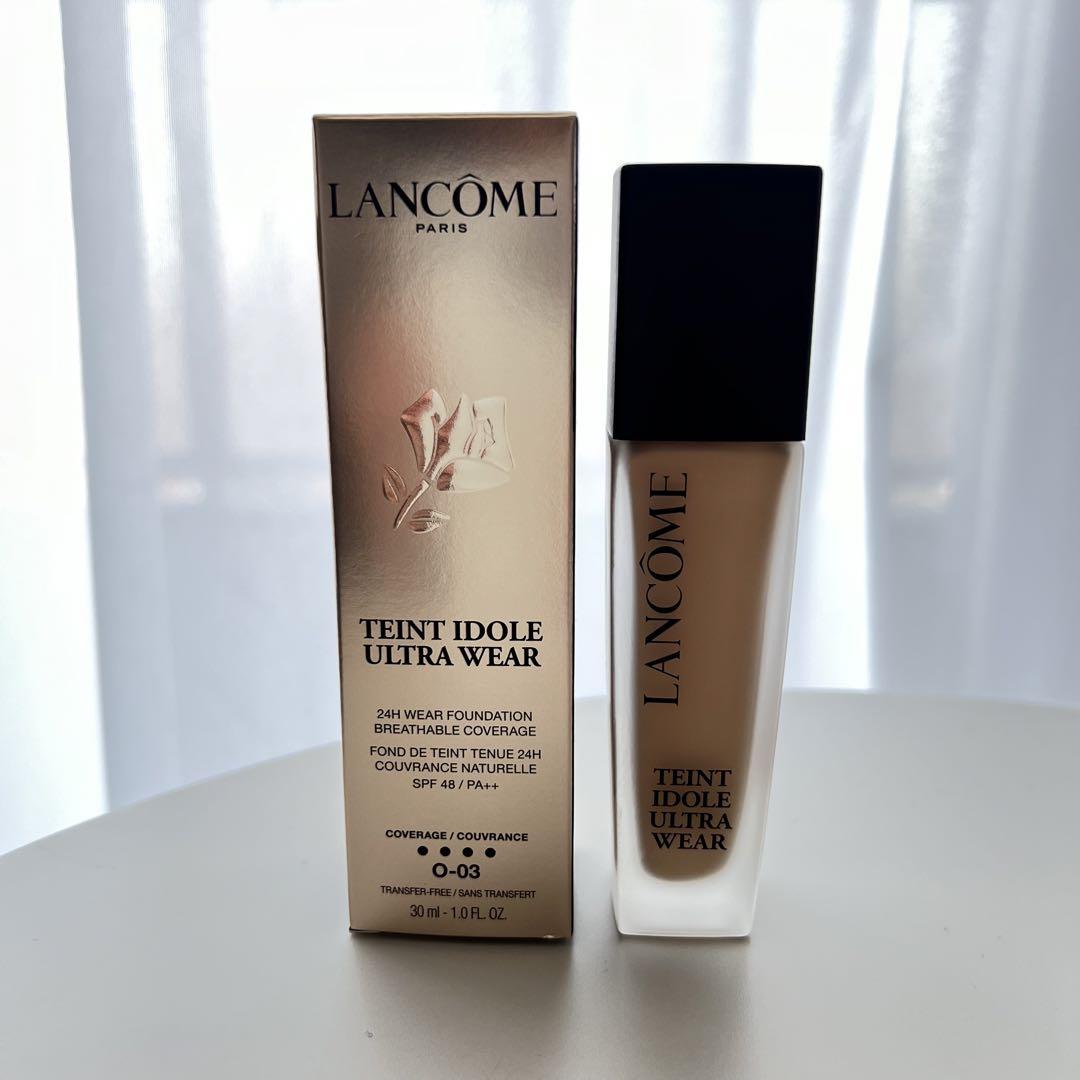 LANCÔME
PARIS
TEINT IDOLE
ULTRA WEAR
24H WEAR FOUNDATION
BREATHABLE COVERAGE
FOND DE TEINT TENUE 24H
COUVRANCE NATURELLE
SPF 48 / PA++
COVERAGE / COUVRANCE
O-03
TRANSFER-FREE / SANS TRANSFERT
30 ml - 1.0 FL. OZ.
LANCÔME
TEINT
IDOLE
ULTRA
WEAR